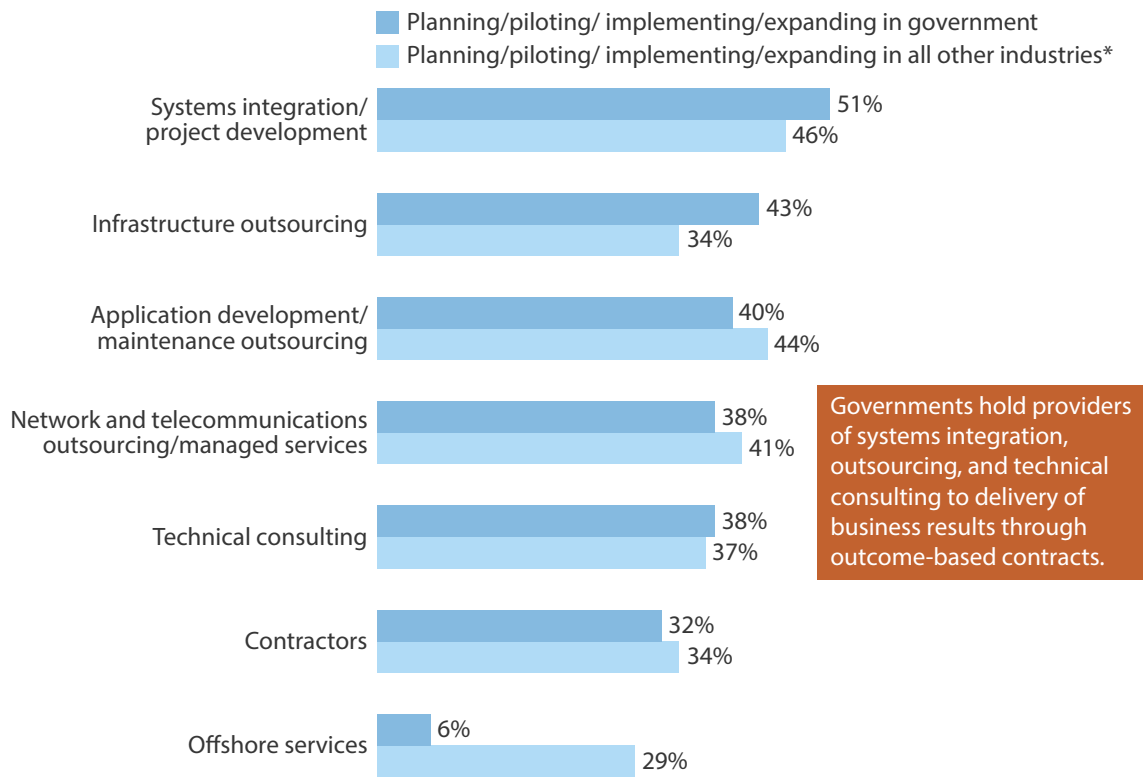 Planning/piloting/ implementing/expanding in government
Planning/piloting/ implementing/expanding in all other industries*
Systems integration/
project development
51%
46%
Infrastructure outsourcing
43%
34%
Application development/
maintenance outsourcing
40%
44%
Network and telecommunications
outsourcing/managed services
38%
41%
Governments hold providers
of systems integration,
outsourcing, and technical
consulting to delivery of
business results through
outcome-based contracts.
Technical consulting
38%
37%
Contractors
32%
34%
Offshore services
6%
29%